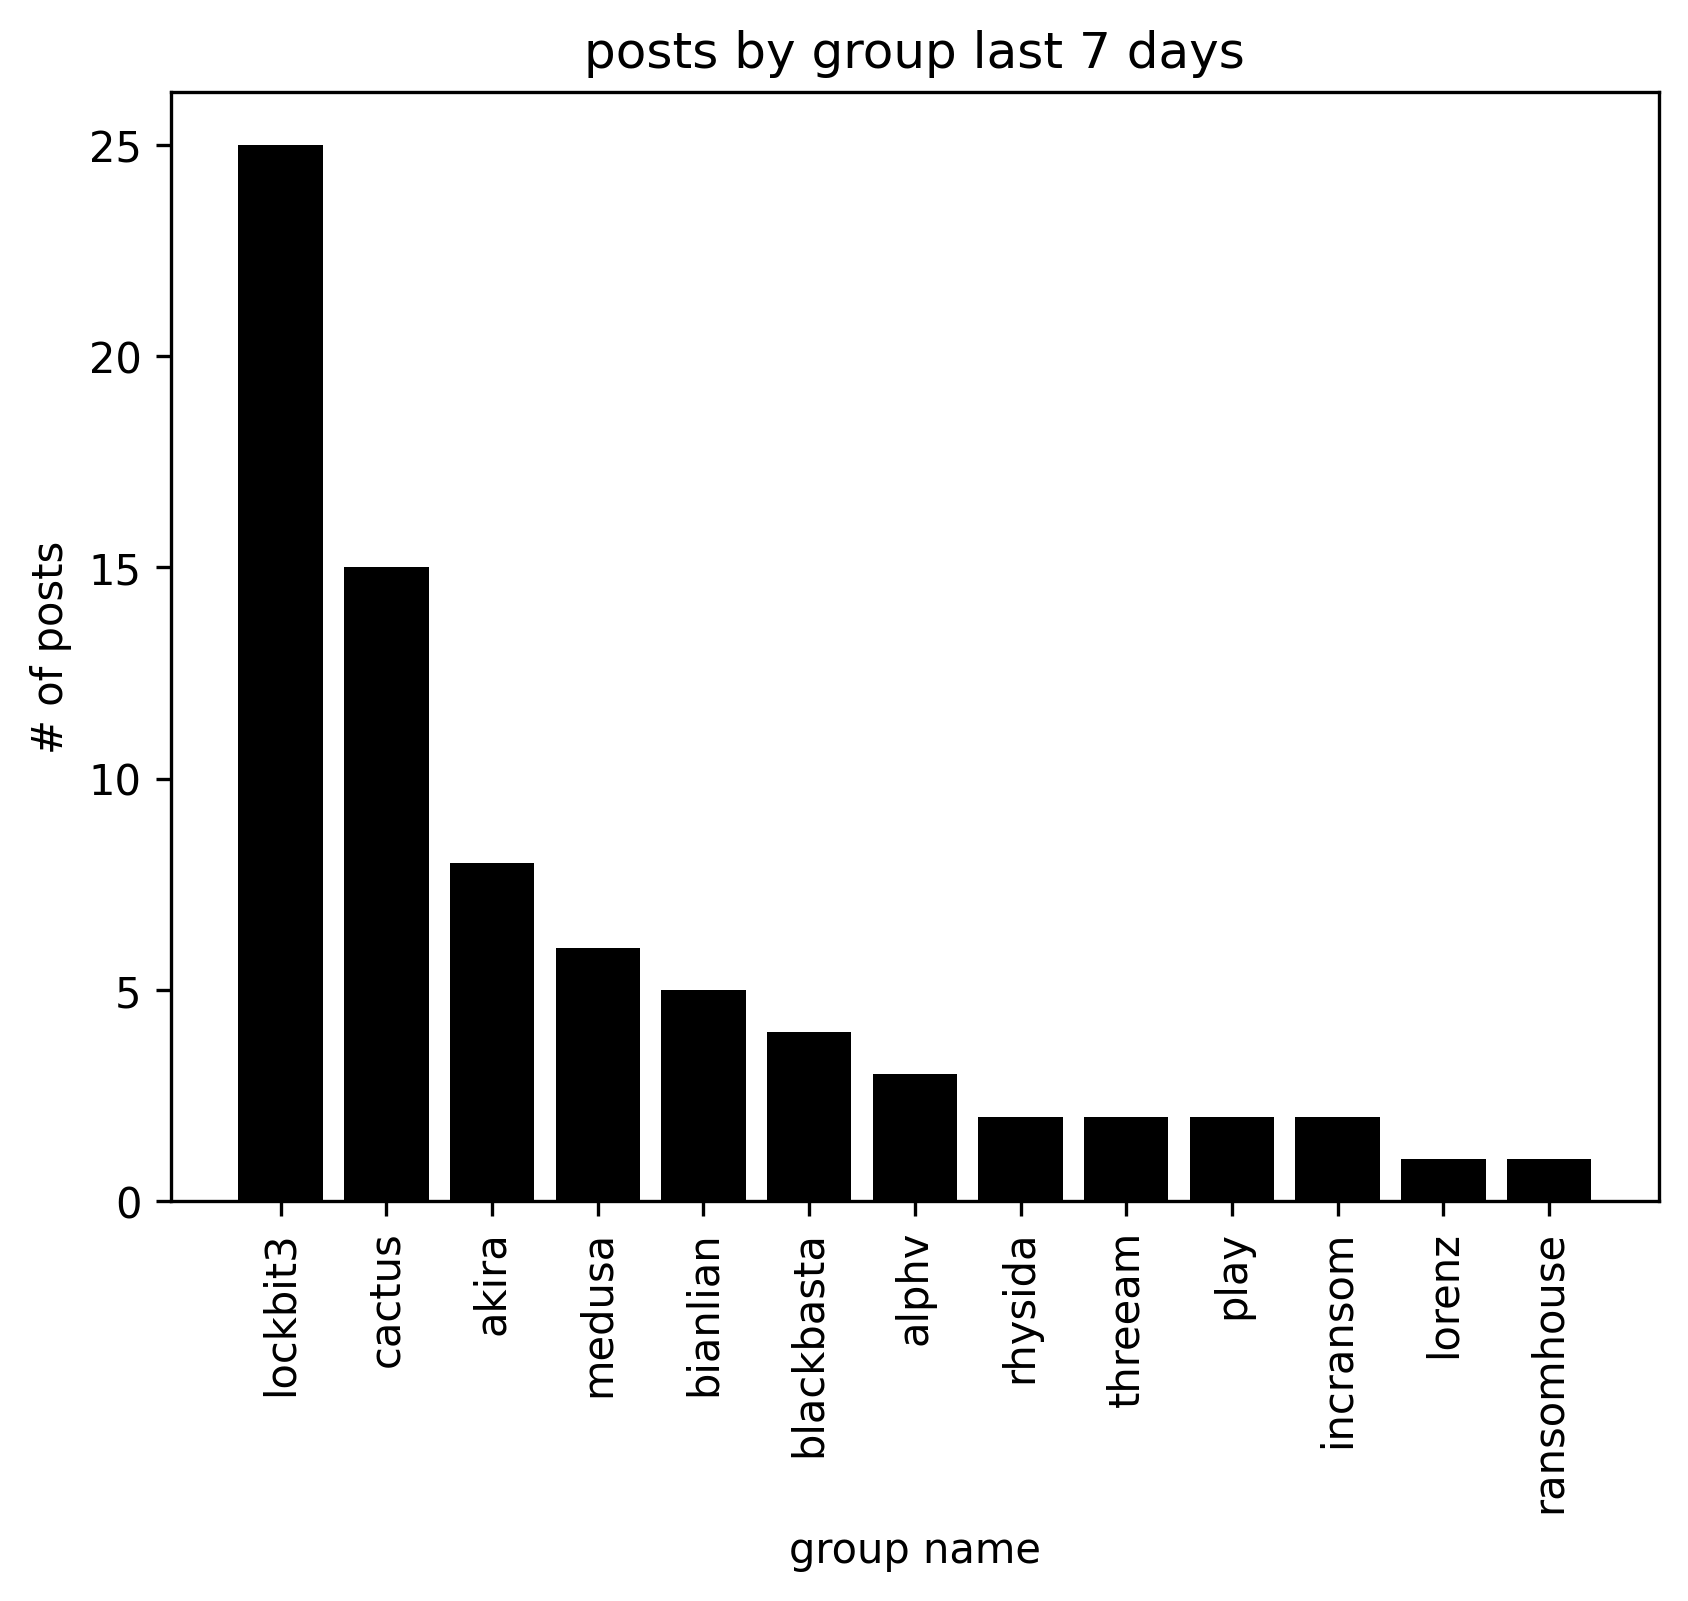 posts by group last 7 days
# of posts
25
20
15
10
5
0
lockbit3
cactus
akira
medusa
bianlian
blackbasta
alphv
rhysida
threeam
play
incransom
lorenz
ransomhouse
group name